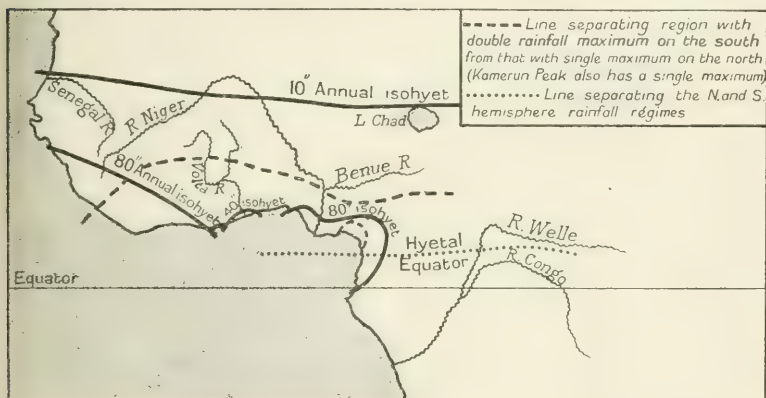 – – – – Line separating region with
double rainfall maximum on the south
from that with single maximum on the north
(Kamerun Peak also has a single maximum)
........ Line separating the N. and S.
hemisphere rainfall régimes
10" Annual isohyet
Senegal R
R Niger
L Chad
Benue R
Volta R
80" Annual isohyet
40" isohyet
80" isohyet
Hyetal
Equator
R. Welle
R. Congo
Equator